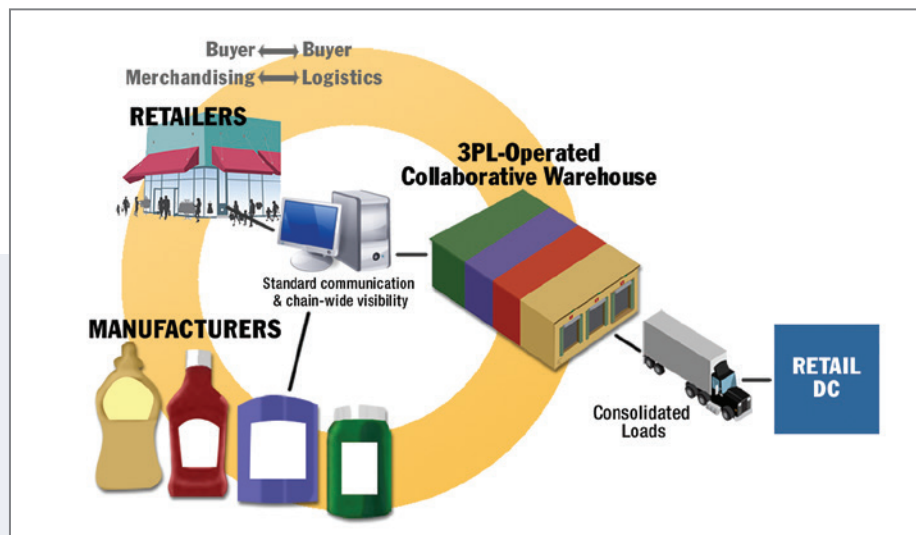 Buyer Buyer
Merchandising Logistics
RETAILERS
3PL-Operated
Collaborative Warehouse
Standard communication
& chain-wide visibility
MANUFACTURERS
Consolidated
Loads
RETAIL
DC